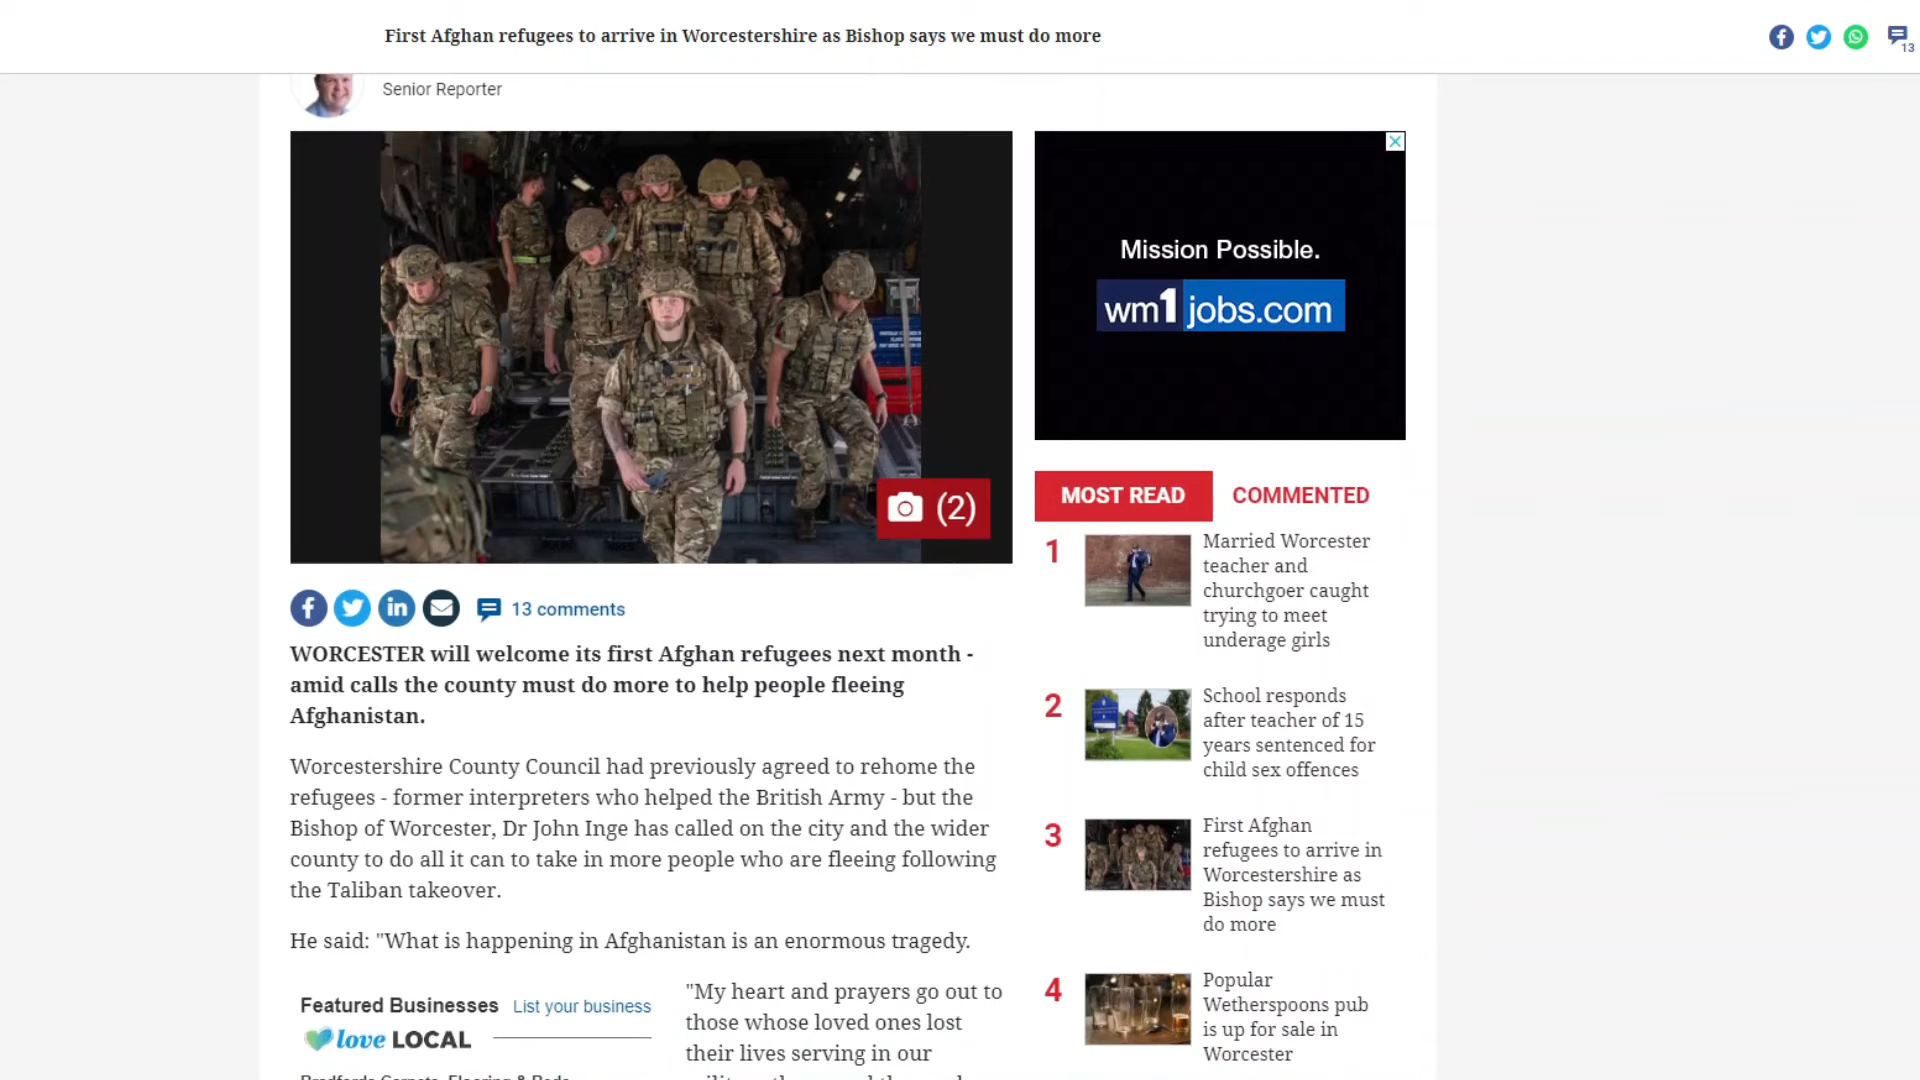 First Afghan refugees to arrive in Worcestershire as Bishop says we must do more
13
Senior Reporter
(2)
13 comments
WORCESTER will welcome its first Afghan refugees next month -
amid calls the county must do more to help people fleeing
Afghanistan.
Worcestershire County Council had previously agreed to rehome the
refugees - former interpreters who helped the British Army - but the
Bishop of Worcester, Dr John Inge has called on the city and the wider
county to do all it can to take in more people who are fleeing following
the Taliban takeover.
He said: "What is happening in Afghanistan is an enormous tragedy.
Featured Businesses List your business
love LOCAL
"My heart and prayers go out to
those whose loved ones lost
their lives serving in our
Mission Possible.
wm1jobs.com
MOST READ COMMENTED
1
Married Worcester
teacher and
churchgoer caught
trying to meet
underage girls
2
School responds
after teacher of 15
years sentenced for
child sex offences
3
First Afghan
refugees to arrive in
Worcestershire as
Bishop says we must
do more
4
Popular
Wetherspoons pub
is up for sale in
Worcester